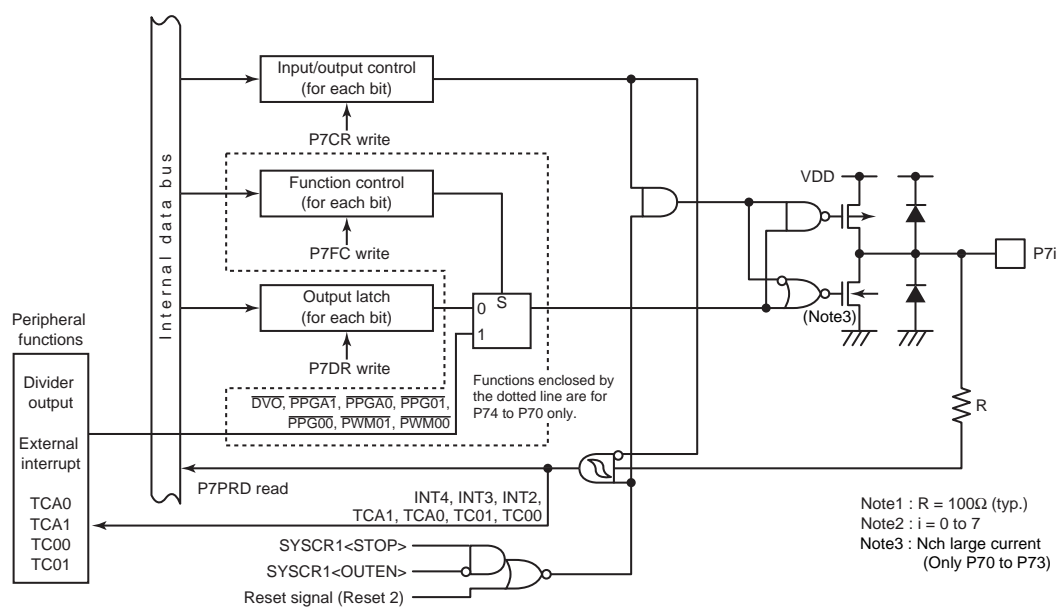 Internal data bus
Input/output control
(for each bit)
P7CR write
Function control
(for each bit)
P7FC write
Output latch
(for each bit)
P7DR write
S
0
1
Functions enclosed by
the dotted line are for
P74 to P70 only.
DVO, PPGA1, PPGA0, PPG01,
PPG00, PWM01, PWM00
Peripheral
functions
Divider
output
External
interrupt
TCA0
TCA1
TC00
TC01
P7PRD read
INT4, INT3, INT2,
TCA1, TCA0, TC01, TC00
SYSCR1<STOP>
SYSCR1<OUTEN>
Reset signal (Reset 2)
VDD
P7i
(Note3)
R
Note1 : R = 100Ω (typ.)
Note2 : i = 0 to 7
Note3 : Nch large current
(Only P70 to P73)